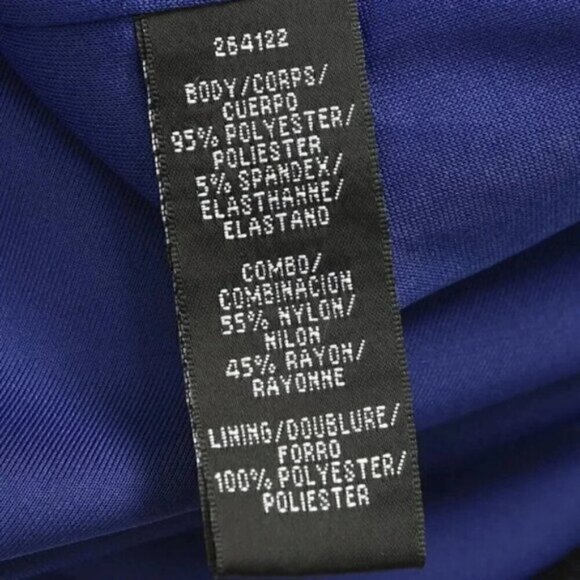 264122
BODY/CORPS/
CUERPO
95% POLYESTER/
POLIESTER
5% SPANDEX/
ELASTHANNE/
ELASTANO
COMBO/
COMBINACION
55% NYLON/
NILON
45% RAYON/
RAYONNE
LINING/DOUBLURE/
FORRO
100% POLYESTER/
POLIESTER